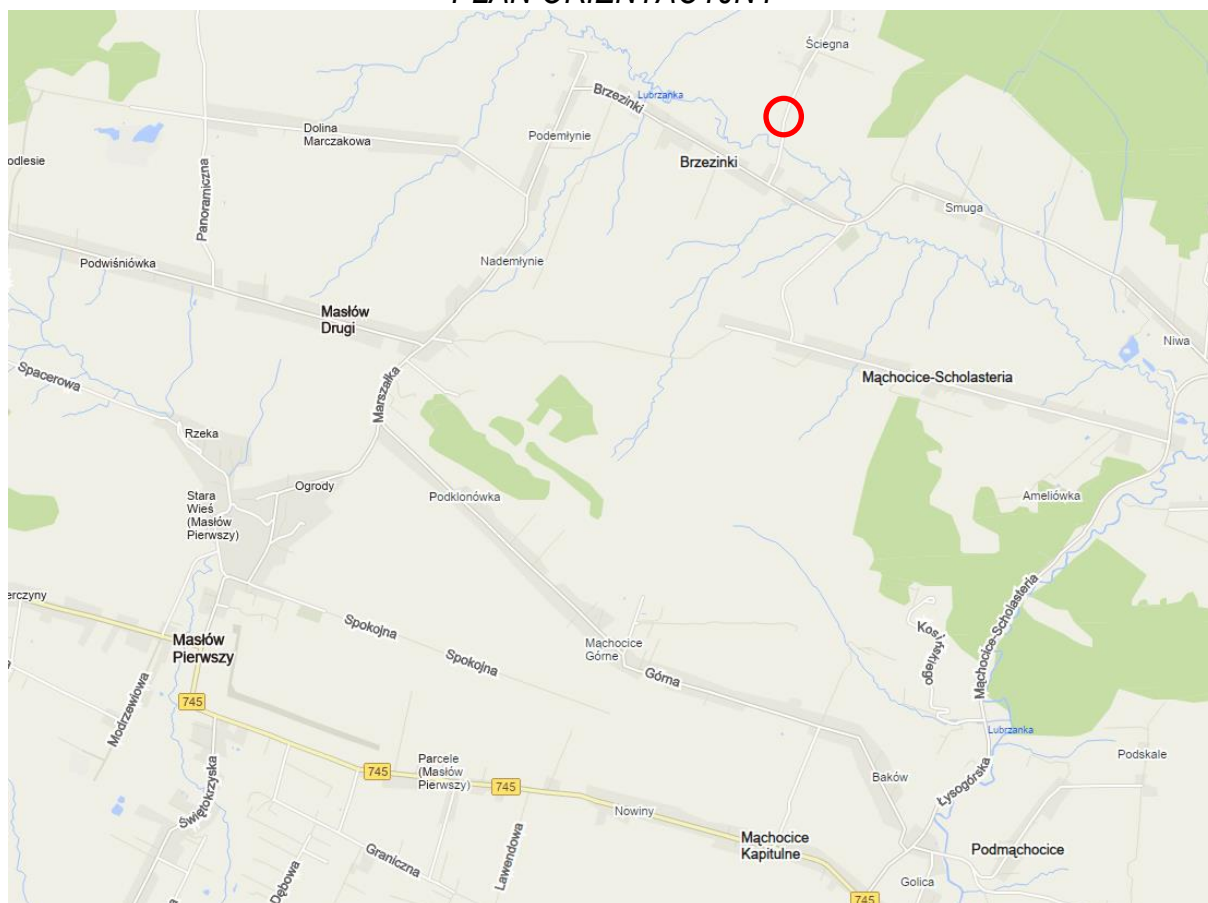 PLAN ORIENTACYJNY
Ściegna
Brzezinki
Lubrzanka
Dolina
Marczakowa
Podemłynie
Brzezinki
odlesie
Panoramiczna
Smuga
Podwiśniówka
Nademłynie
Masłów
Drugi
Niwa
Spacerowa
Marszałka
Mąchocice-Scholasteria
Rzeka
Ogrody
Podklonówka
Stara
Wieś
(Masłów
Pierwszy)
Ameliówka
erczyny
Masłów
Pierwszy
Spokojna
Spokojna
Mąchocice
Górne
Górna
Mąchocice-Scholasteria
Modrzewiowa
745
Lubrzanka
Podskale
Parcele
(Masłów
Pierwszy)
745
745
Baków
Łysogórska
Świętokrzyska
Nowiny
Mąchocice
Kapitulne
Podmąchocice
Graniczna
Lawendowa
Dębowa
Golica
745